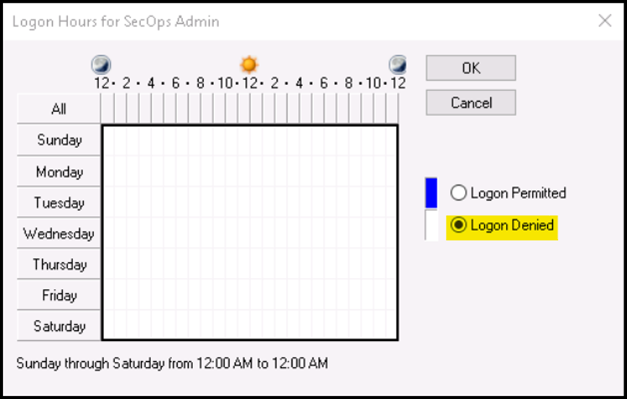 Logon Hours for SecOps Admin
OK
12 · 2 · 4 · 6 · 8 · 10 · 12 · 2 · 4 · 6 · 8 · 10 · 12
Cancel
All
Sunday
Monday
Tuesday
Logon Permitted
Wednesday
Logon Denied
Thursday
Friday
Saturday
Sunday through Saturday from 12:00 AM to 12:00 AM